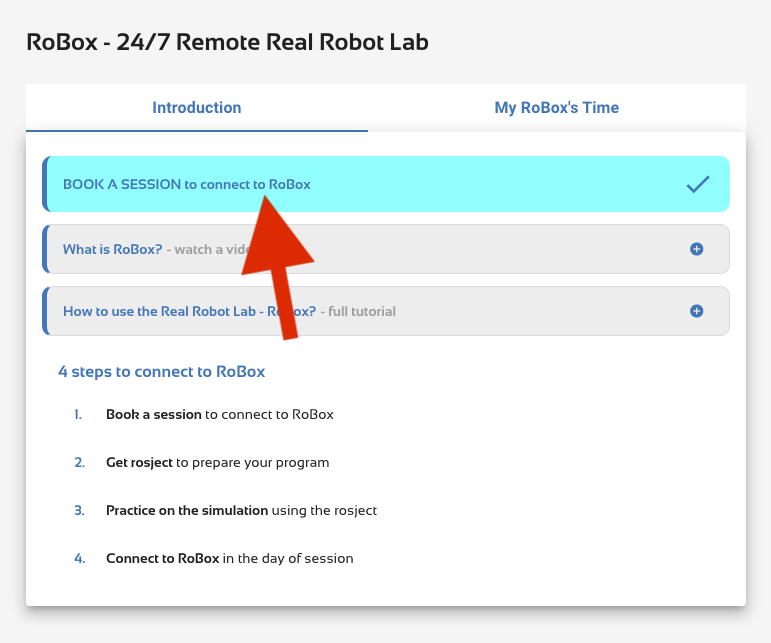 RoBox - 24/7 Remote Real Robot Lab
Introduction
My RoBox's Time
BOOK A SESSION to connect to RoBox
What is RoBox? - watch a
How to use the Real Robot Lab - - full tutorial
4 steps to connect to RoBox
1. Book a session to connect to RoBox
2. Get rosject to prepare your program
3. Practice on the simulation using the rosject
4. Connect to RoBox in the day of session